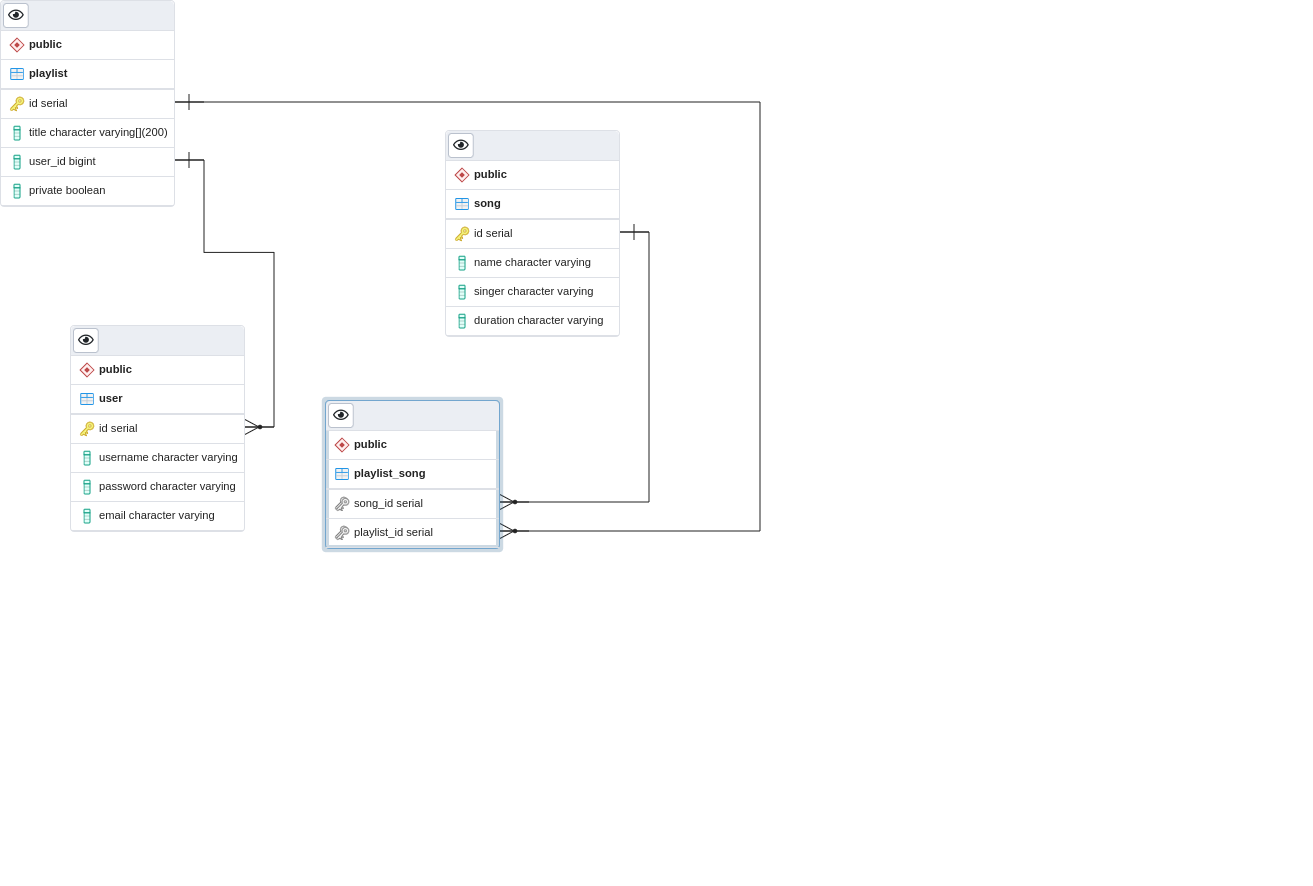 public
playlist
id serial
title character varying[](200)
user_id bigint
private boolean
public
song
id serial
name character varying
singer character varying
duration character varying
public
user
id serial
username character varying
password character varying
email character varying
public
playlist_song
song_id serial
playlist_id serial